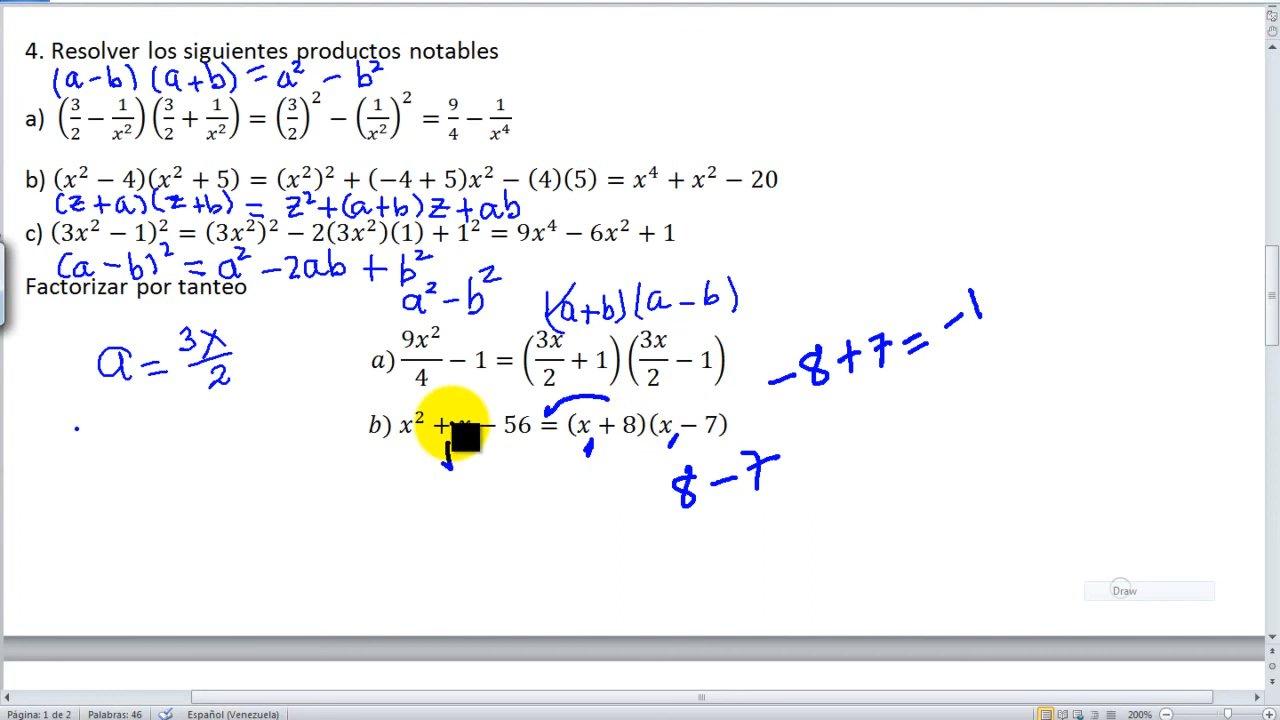 4. Resolver los siguientes productos notables
(a-b) (a+b) = a² - b²
a) (3/2 − 1/x²)(3/2 + 1/x²) = (3/2)² − (1/x²)² = 9/4 − 1/x⁴
b) (x² − 4)(x² + 5) = (x²)² + (−4 + 5)x² − (4)(5) = x⁴ + x² − 20
(z+a)(z+b) = z²+(a+b)z+ab
c) (3x² − 1)² = (3x²)² − 2(3x²)(1) + 1² = 9x⁴ − 6x² + 1
(a-b)² = a² -2ab + b²
Factorizar por tanteo
a² - b² (a+b)(a-b)
a = 3x/2
a) 9x²/4 − 1 = (3x/2 + 1)(3x/2 − 1)
-8+7=-1
b) x² + − 56 = (x + 8)(x − 7)
8-7
Draw
Página: 1 de 2 Palabras: 46 Español (Venezuela) 200%